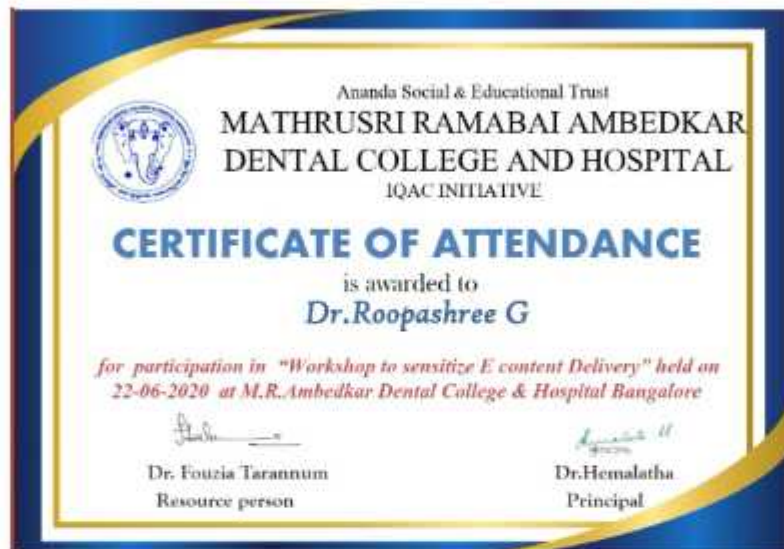 Ananda Social & Educational Trust
MATHRUSRI RAMABAI AMBEDKAR
DENTAL COLLEGE AND HOSPITAL
IQAC INITIATIVE
CERTIFICATE OF ATTENDANCE
is awarded to
Dr.Roopashree G
for participation in "Workshop to sensitize E content Delivery" held on
22-06-2020 at M.R.Ambedkar Dental College & Hospital Bangalore
Dr. Fouzia Tarannum
Dr.Hemalatha
Resource person
Principal